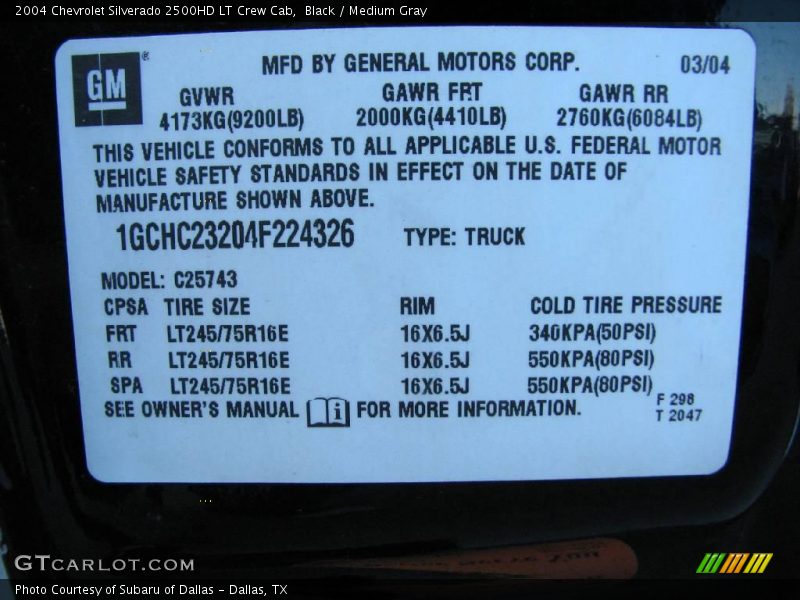 2004 Chevrolet Silverado 2500HD LT Crew Cab,  Black / Medium Gray
GM ® MFD BY GENERAL MOTORS CORP. 03/04
GVWR GAWR FRT GAWR RR
4173KG(9200LB) 2000KG(4410LB) 2760KG(6084LB)
THIS VEHICLE CONFORMS TO ALL APPLICABLE U.S. FEDERAL MOTOR
VEHICLE SAFETY STANDARDS IN EFFECT ON THE DATE OF
MANUFACTURE SHOWN ABOVE.
1GCHC23204F224326 TYPE: TRUCK
MODEL: C25743
CPSA TIRE SIZE RIM COLD TIRE PRESSURE
FRT LT245/75R16E 16X6.5J 340KPA(50PSI)
RR LT245/75R16E 16X6.5J 550KPA(80PSI)
SPA LT245/75R16E 16X6.5J 550KPA(80PSI)
SEE OWNER'S MANUAL i FOR MORE INFORMATION.
F 298
T 2047
GTCARLOT.COM
Photo Courtesy of Subaru of Dallas – Dallas, TX